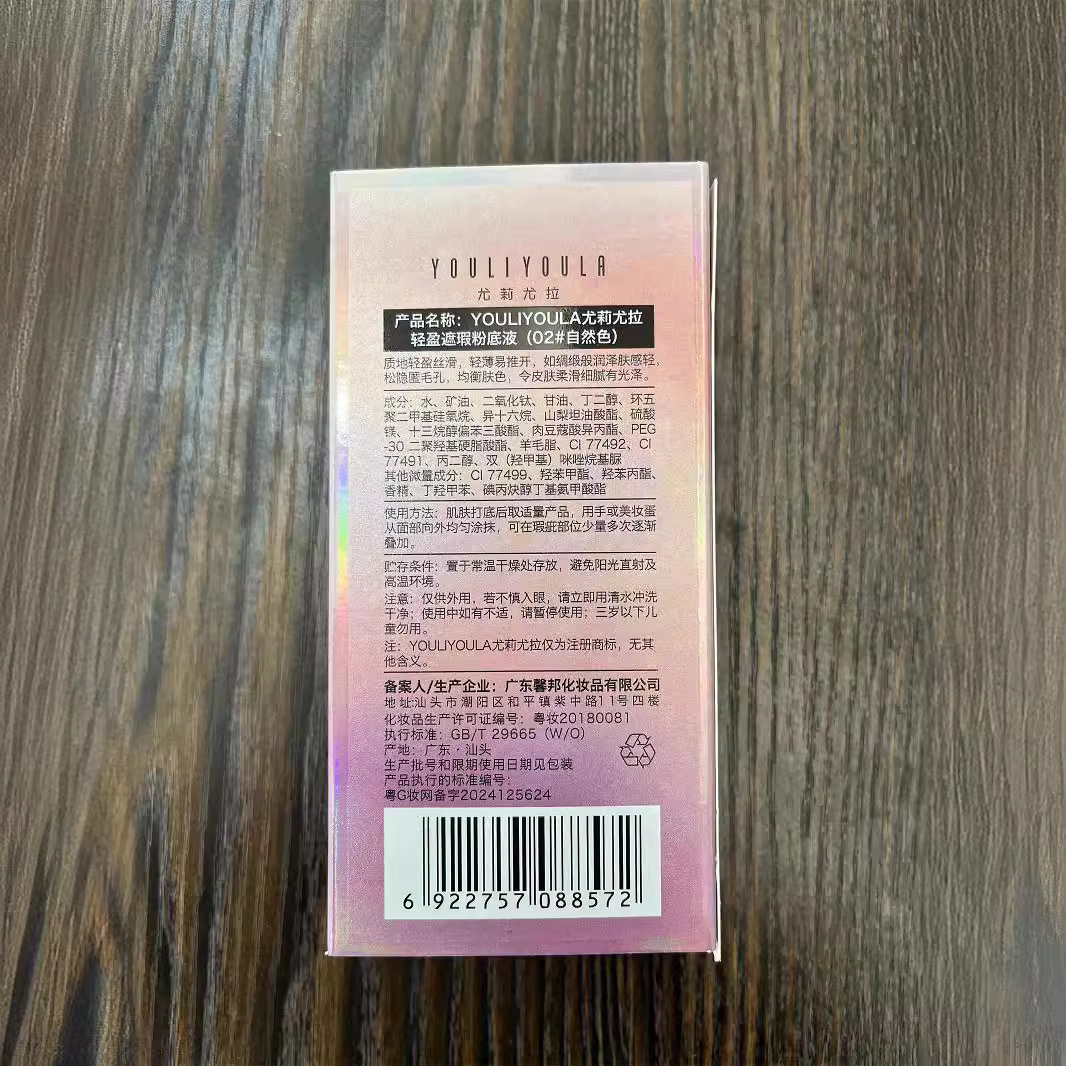 YOULIYOULA
尤莉尤拉
产品名称：YOULIYOULA尤莉尤拉
轻盈遮瑕粉底液（02#自然色）
质地轻盈丝滑，轻薄易推开，如绸缎般润泽肤感轻，
松隐匿毛孔，均衡肤色，令皮肤柔滑细腻有光泽。
成分：水、矿油、二氧化钛、甘油、丁二醇、环五
聚二甲基硅氧烷、异十六烷、山梨坦油酸酯、硫酸
镁、十三烷醇偏苯三酸酯、肉豆蔻酸异丙酯、PEG
-30 二聚羟基硬脂酸酯、羊毛脂、CI 77492、CI
77491、丙二醇、双（羟甲基）咪唑烷基脲
其他微量成分：CI 77499、羟苯甲酯、羟苯丙酯、
香精、丁羟甲苯、碘丙炔醇丁基氨甲酸酯
使用方法：肌肤打底后取适量产品，用手或美妆蛋
从面部向外均匀涂抹，可在瑕疵部位少量多次逐渐
叠加。
贮存条件：置于常温干燥处存放，避免阳光直射及
高温环境。
注意：仅供外用，若不慎入眼，请立即用清水冲洗
干净；使用中如有不适，请暂停使用；三岁以下儿
童勿用。
注：YOULIYOULA尤莉尤拉仅为注册商标，无其
他含义。
备案人/生产企业：广东馨邦化妆品有限公司
地址:汕头市潮阳区和平镇紫中路11号四楼
化妆品生产许可证编号：粤妆20180081
执行标准：GB/T 29665（W/O）
产地：广东·汕头
生产批号和限期使用日期见包装
产品执行的标准编号：
粤G妆网备字2024125624
6 922757 088572